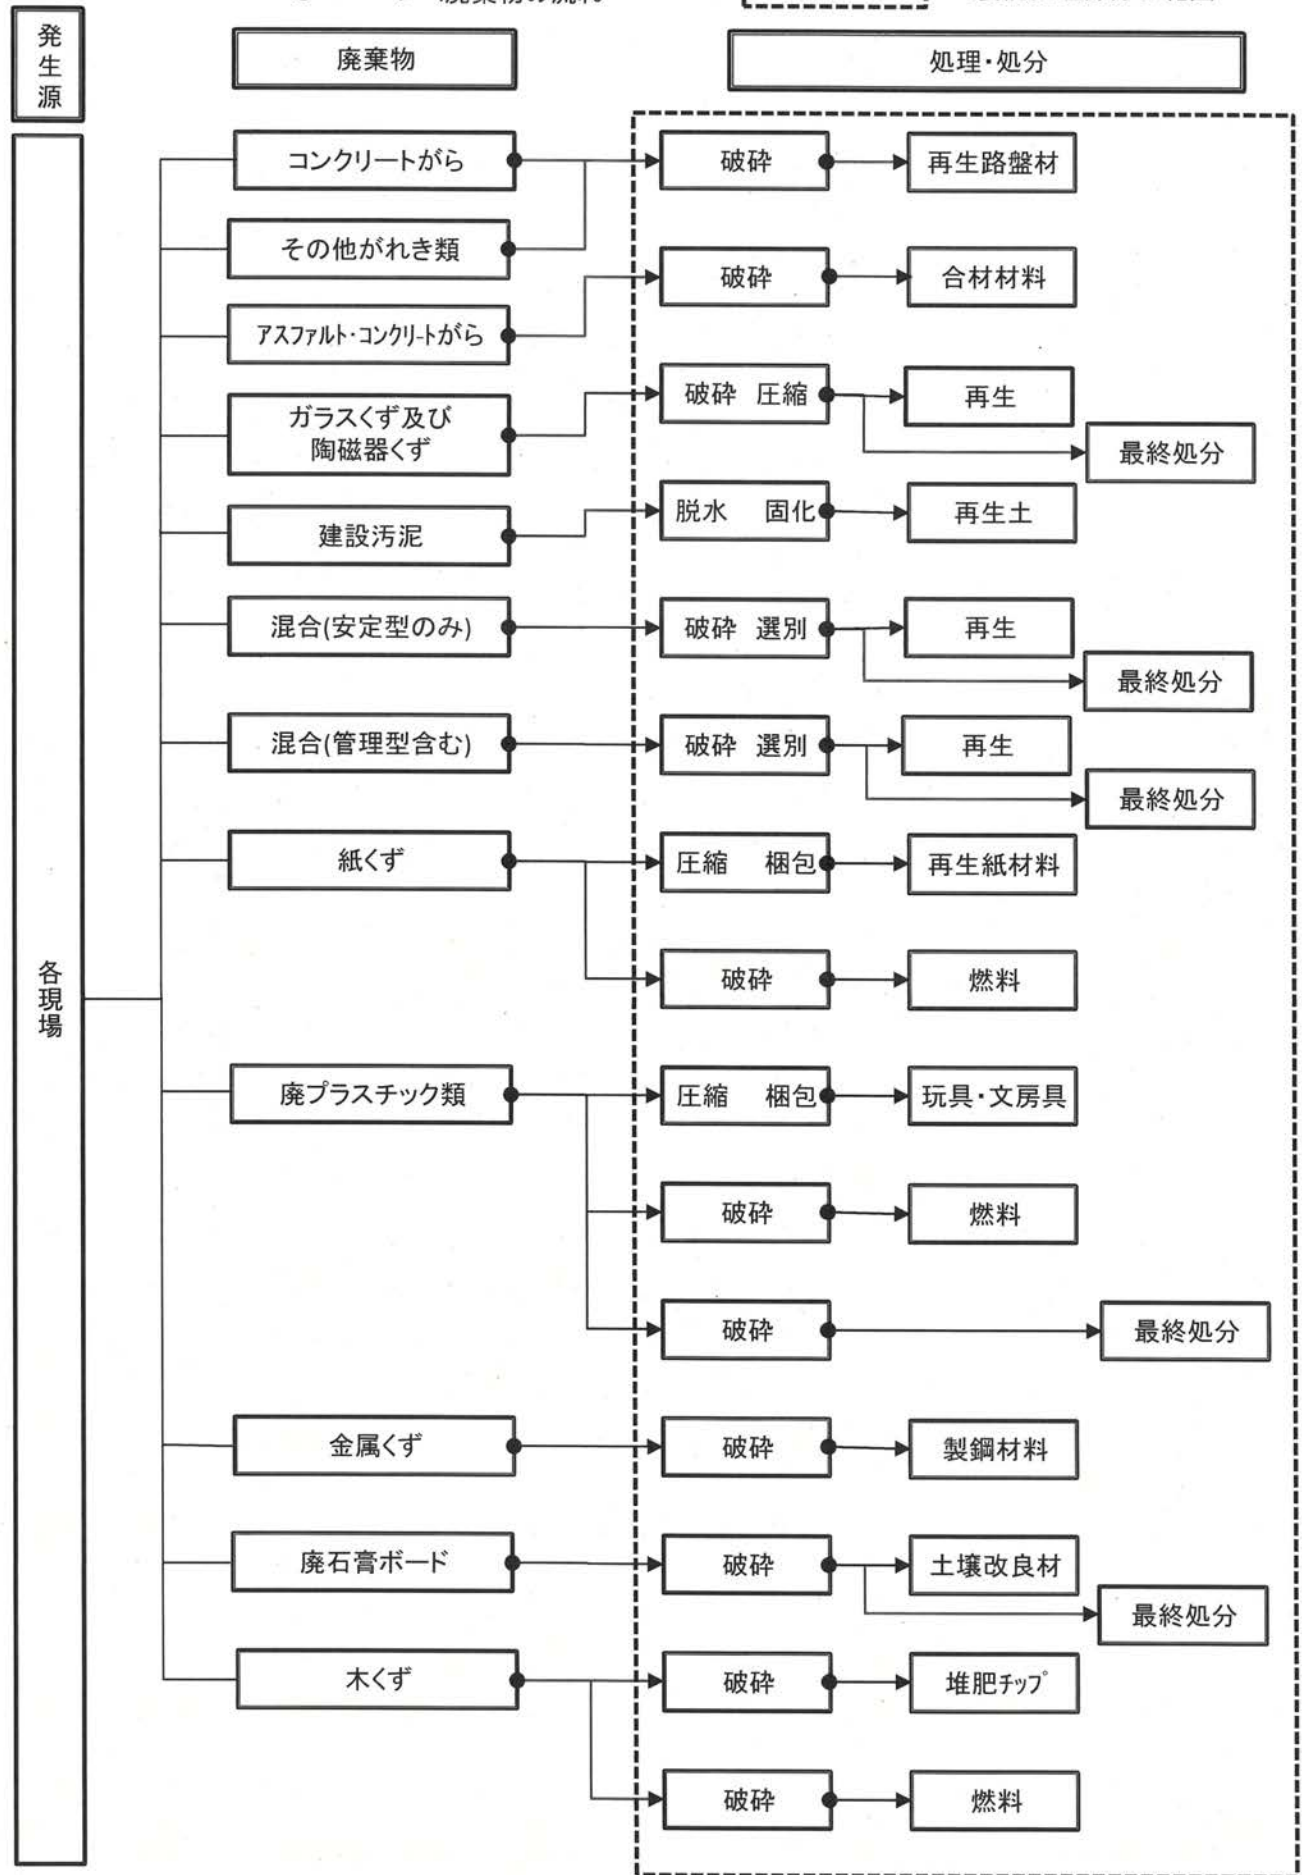 廃棄物の流れ
発生源
廃棄物
処理・処分
各現場
コンクリートがら
破砕
再生路盤材
その他がれき類
破砕
合材材料
アスファルト・コンクリートがら
破砕 圧縮
再生
ガラスくず及び
陶磁器くず
最終処分
脱水 固化
再生土
建設汚泥
混合(安定型のみ)
破砕 選別
再生
最終処分
混合(管理型含む)
破砕 選別
再生
最終処分
紙くず
圧縮 梱包
再生紙材料
破砕
燃料
廃プラスチック類
圧縮 梱包
玩具・文房具
破砕
燃料
破砕
最終処分
金属くず
破砕
製鋼材料
廃石膏ボード
破砕
土壌改良材
最終処分
木くず
破砕
堆肥チップ
破砕
燃料